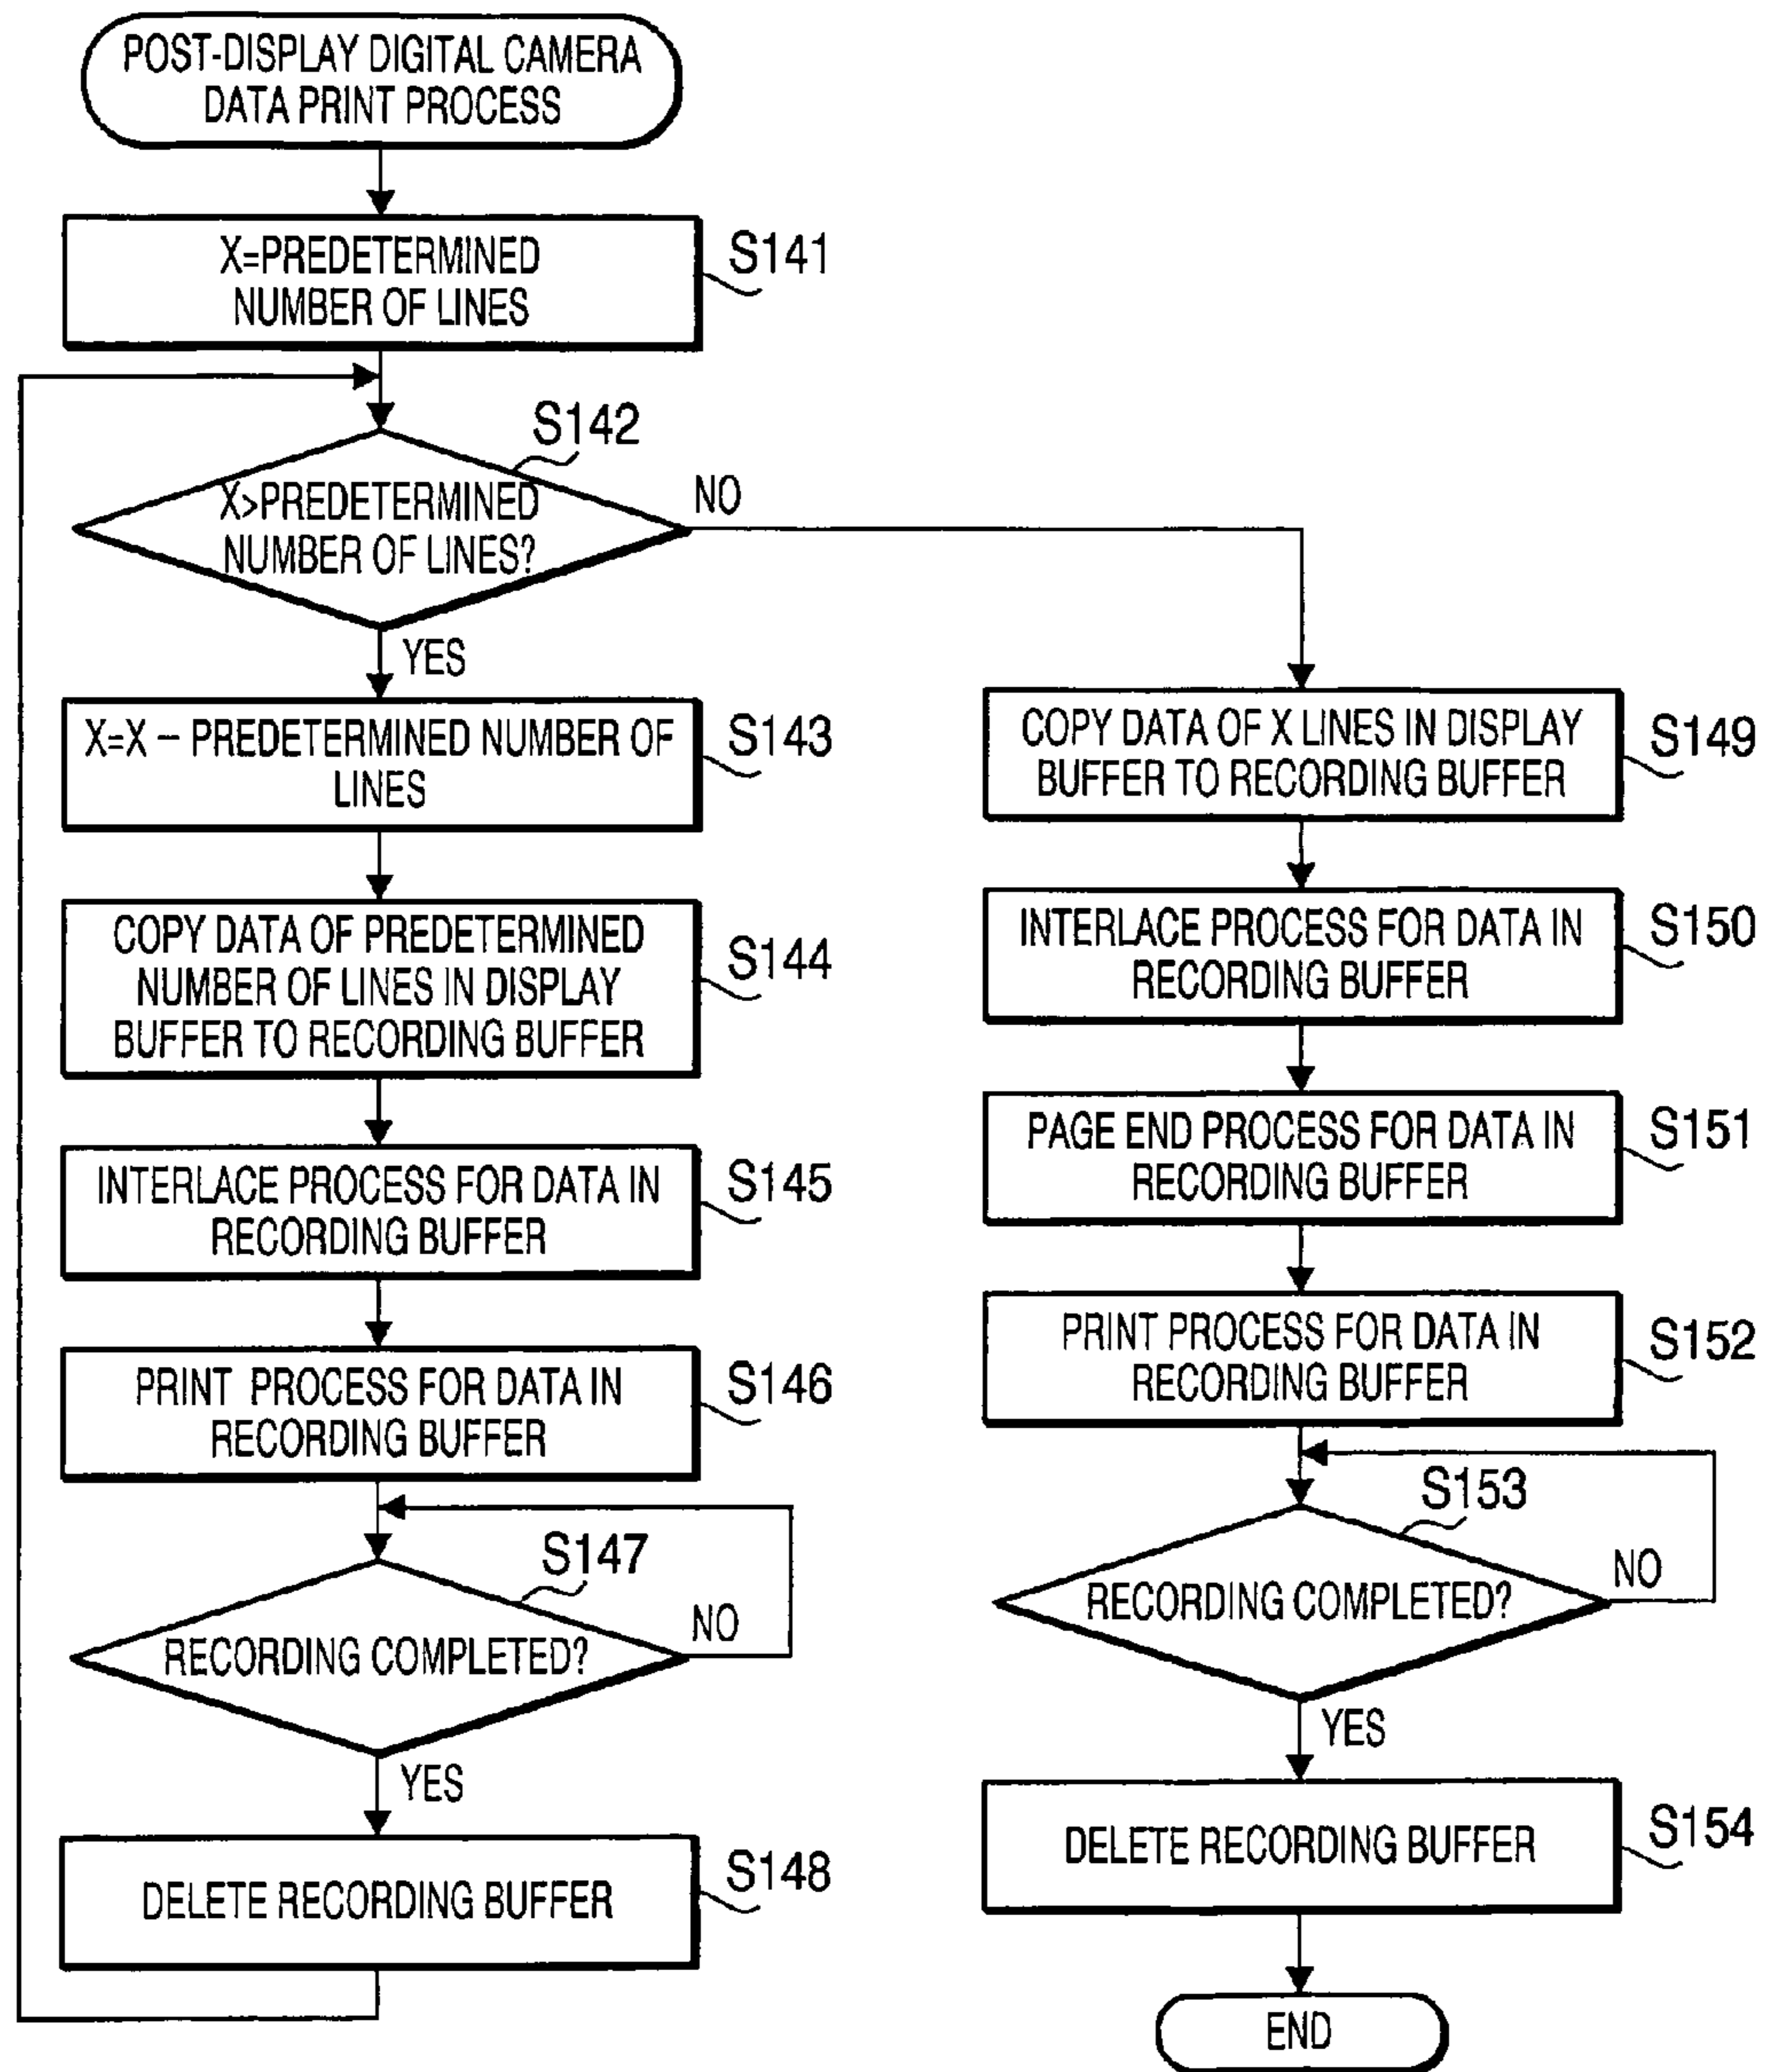 POST-DISPLAY DIGITAL CAMERA
DATA PRINT PROCESS
X=PREDETERMINED
NUMBER OF LINES
S141
S142
X>PREDETERMINED
NUMBER OF LINES?
NO
YES
X=X – PREDETERMINED NUMBER OF
LINES
S143
COPY DATA OF PREDETERMINED
NUMBER OF LINES IN DISPLAY
BUFFER TO RECORDING BUFFER
S144
INTERLACE PROCESS FOR DATA IN
RECORDING BUFFER
S145
PRINT PROCESS FOR DATA IN
RECORDING BUFFER
S146
S147
RECORDING COMPLETED?
NO
YES
DELETE RECORDING BUFFER
S148
COPY DATA OF X LINES IN DISPLAY
BUFFER TO RECORDING BUFFER
S149
INTERLACE PROCESS FOR DATA IN
RECORDING BUFFER
S150
PAGE END PROCESS FOR DATA IN
RECORDING BUFFER
S151
PRINT PROCESS FOR DATA IN
RECORDING BUFFER
S152
S153
RECORDING COMPLETED?
NO
YES
DELETE RECORDING BUFFER
S154
END